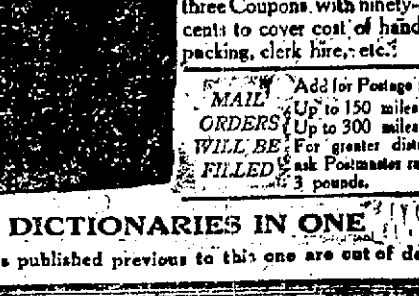 three Coupons, with ninety-
cents to cover cost of hand
packing, clerk hire, etc.
MAIL
ORDERS
WILL BE
FILLED
Add for Postage
Up to 150 miles
Up to 300 miles
For greater dist
ask Postmaster
3 pounds.
DICTIONARIES IN ONE
s published previous to this one are out of da